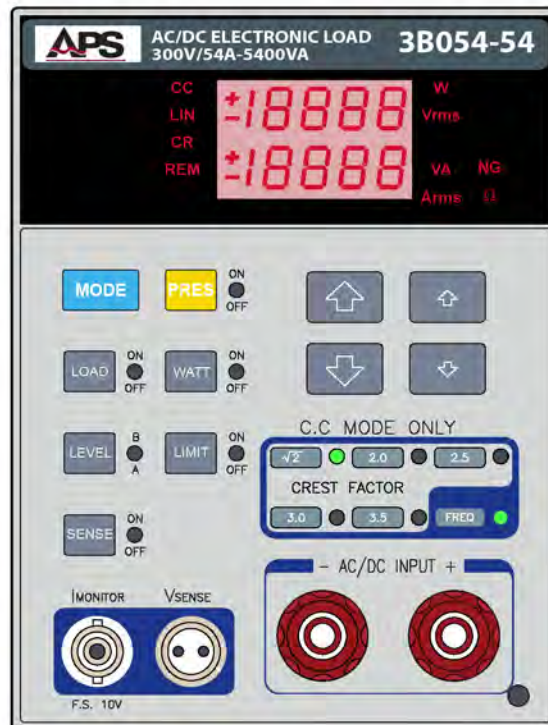 APS
AC/DC ELECTRONIC LOAD
300V/54A-5400VA
3B054-54
CC
LIN
CR
REM
±18888
±18888
W
Vrms
VA NG
Arms Ω
MODE
PRES
ON
OFF
LOAD
ON
OFF
WATT
ON
OFF
LEVEL
B
A
LIMIT
ON
OFF
SENSE
ON
OFF
C.C MODE ONLY
√2 2.0 2.5
CREST FACTOR
3.0 3.5 FREQ
- AC/DC INPUT +
IMONITOR VSENSE
F.S. 10V